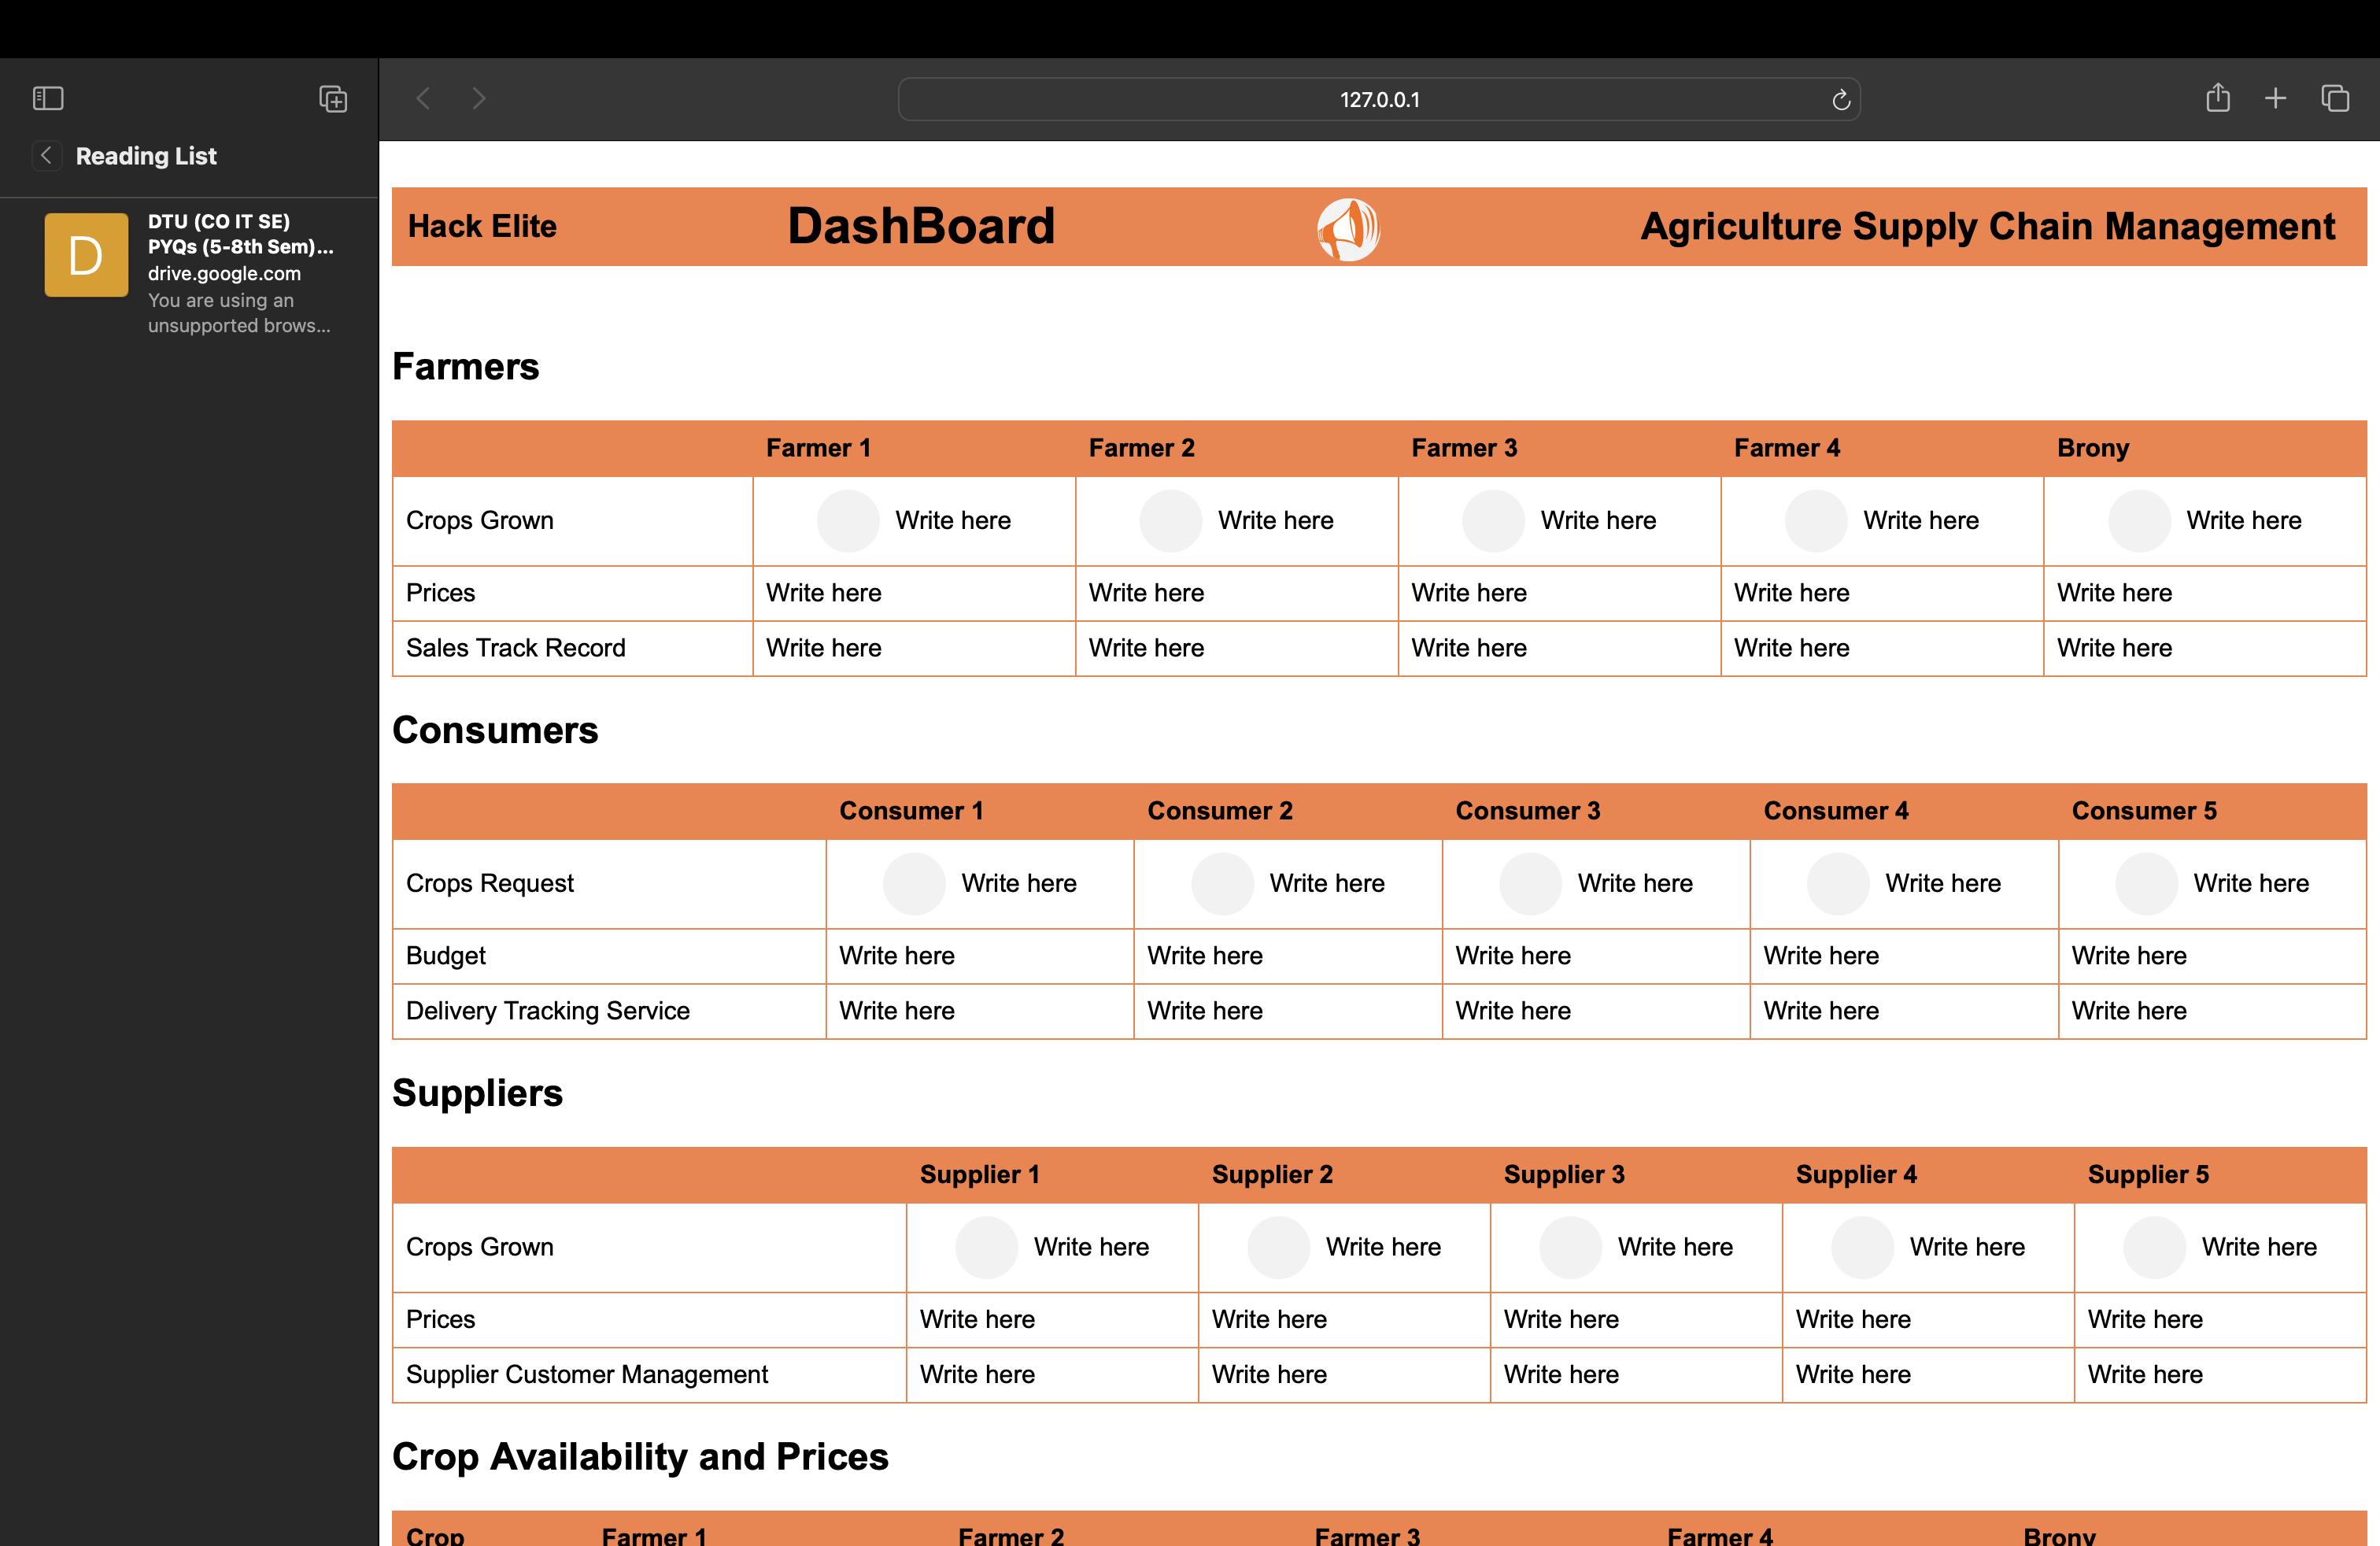 127.0.0.1
Reading List
D
DTU (CO IT SE)
PYQs (5-8th Sem)...
drive.google.com
You are using an
unsupported brows...
Hack Elite DashBoard Agriculture Supply Chain Management
Farmers
Farmer 1 Farmer 2 Farmer 3 Farmer 4 Brony
Crops Grown Write here Write here Write here Write here Write here
Prices Write here Write here Write here Write here Write here
Sales Track Record Write here Write here Write here Write here Write here
Consumers
Consumer 1 Consumer 2 Consumer 3 Consumer 4 Consumer 5
Crops Request Write here Write here Write here Write here Write here
Budget Write here Write here Write here Write here Write here
Delivery Tracking Service Write here Write here Write here Write here Write here
Suppliers
Supplier 1 Supplier 2 Supplier 3 Supplier 4 Supplier 5
Crops Grown Write here Write here Write here Write here Write here
Prices Write here Write here Write here Write here Write here
Supplier Customer Management Write here Write here Write here Write here Write here
Crop Availability and Prices
Crop Farmer 1 Farmer 2 Farmer 3 Farmer 4 Brony